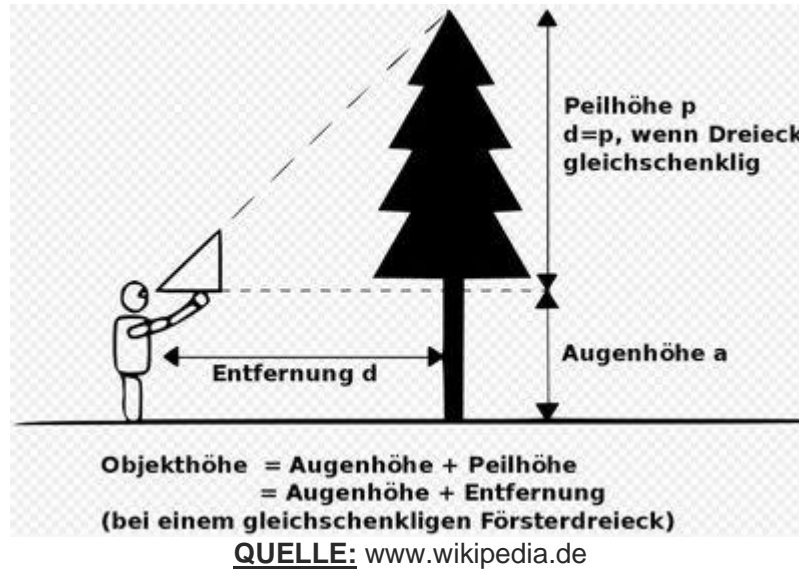 Peilhöhe p
d=p, wenn Dreieck
gleichschenklig
Augenhöhe a
Entfernung d
Objekthöhe = Augenhöhe + Peilhöhe
= Augenhöhe + Entfernung
(bei einem gleichschenkligen Försterdreieck)
QUELLE: www.wikipedia.de